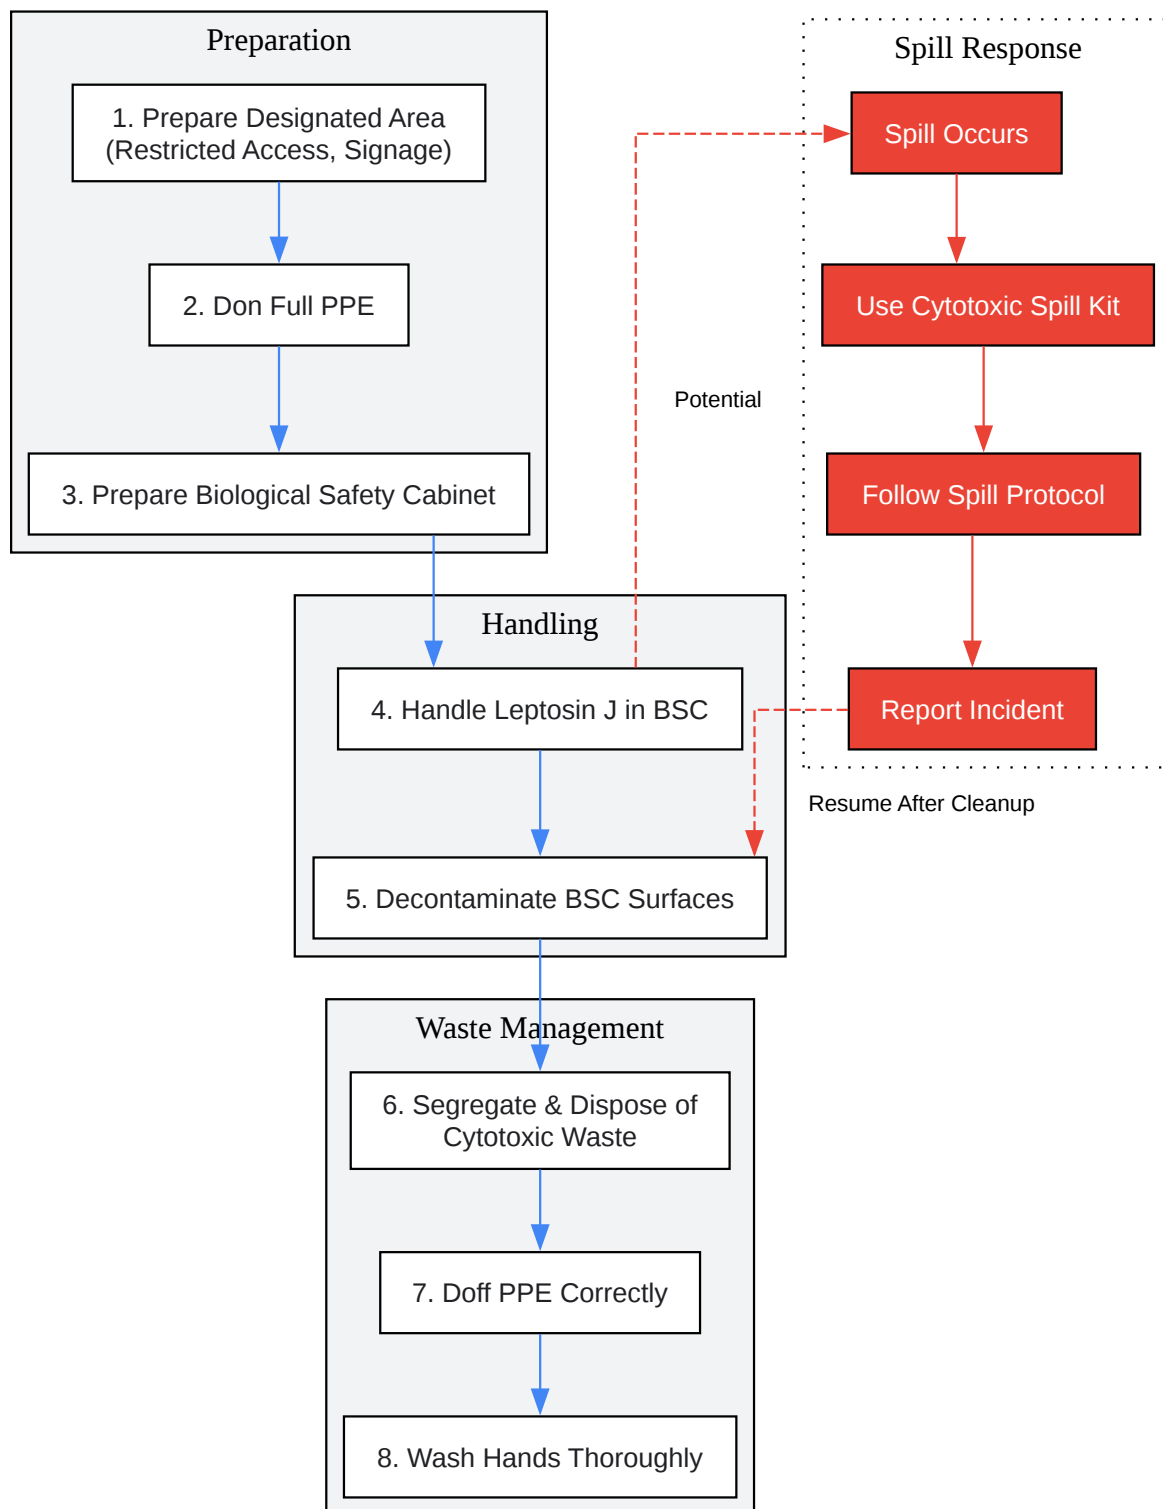 Preparation
1. Prepare Designated Area
(Restricted Access, Signage)
2. Don Full PPE
3. Prepare Biological Safety Cabinet
Handling
4. Handle Leptosin J in BSC
5. Decontaminate BSC Surfaces
Waste Management
6. Segregate & Dispose of
Cytotoxic Waste
7. Doff PPE Correctly
8. Wash Hands Thoroughly
Potential
Spill Response
Spill Occurs
Use Cytotoxic Spill Kit
Follow Spill Protocol
Report Incident
Resume After Cleanup